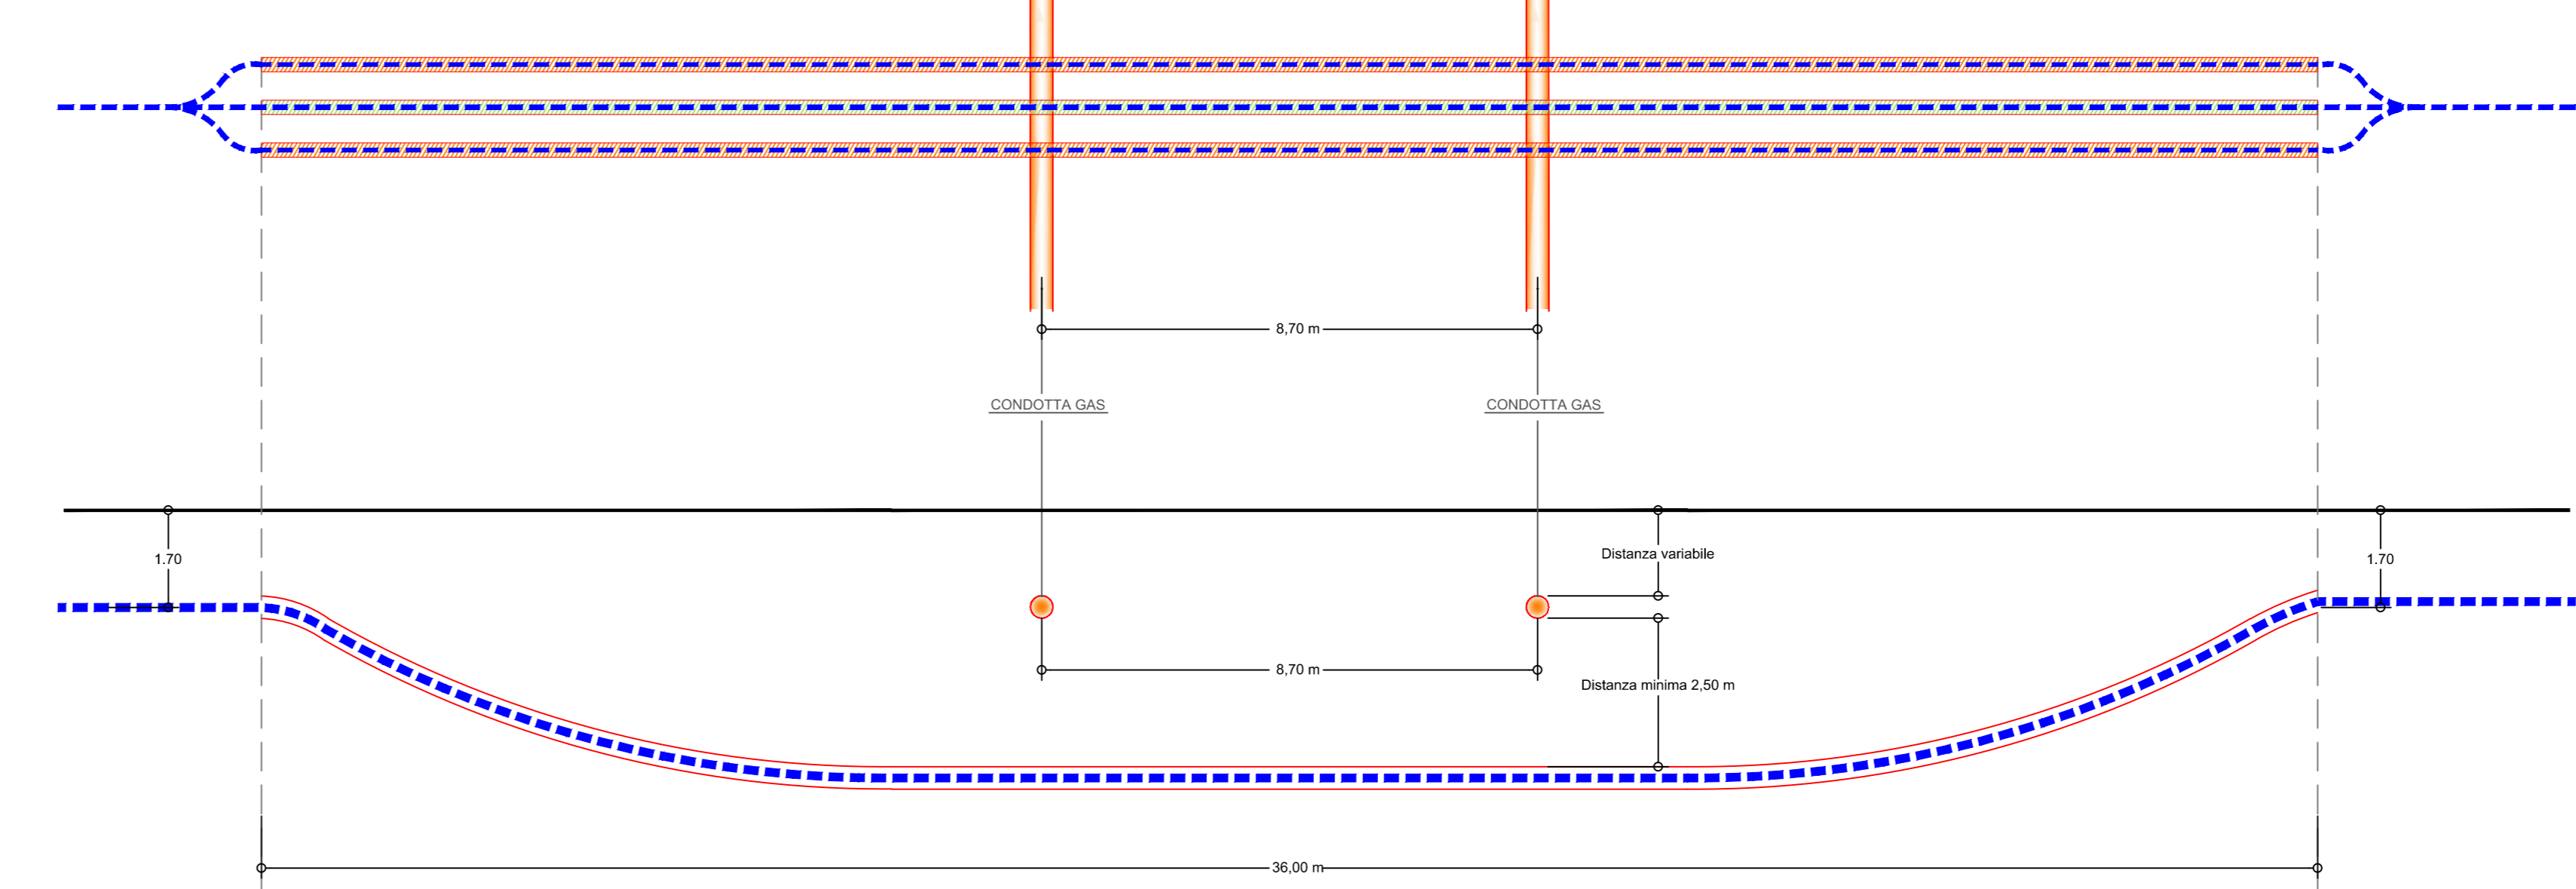 8,70 m
CONDOTTA GAS
CONDOTTA GAS
Distanza variabile
1.70
1.70
8,70 m
Distanza minima 2,50 m
36,00 m